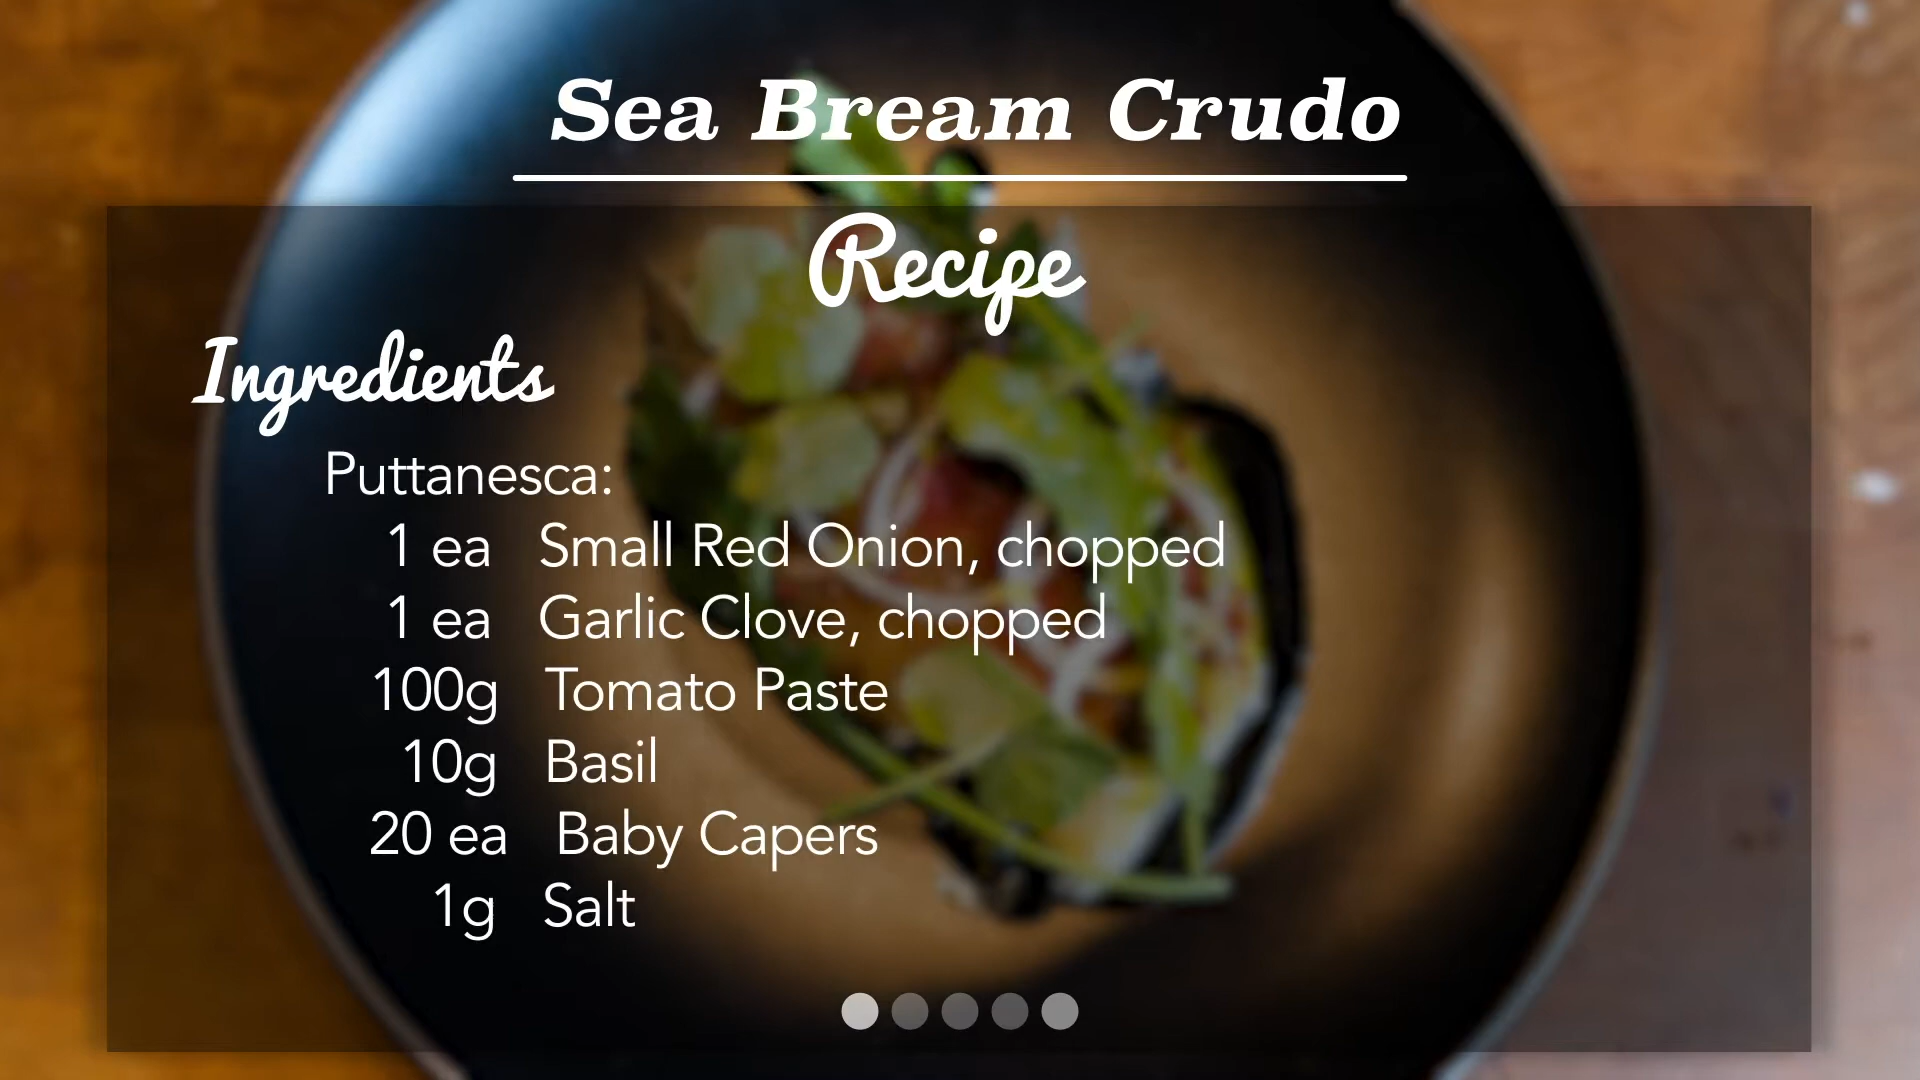 Sea Bream Crudo
Recipe
Ingredients
Puttanesca:
1 ea Small Red Onion, chopped
1 ea Garlic Clove, chopped
100g Tomato Paste
10g Basil
20 ea Baby Capers
1g Salt